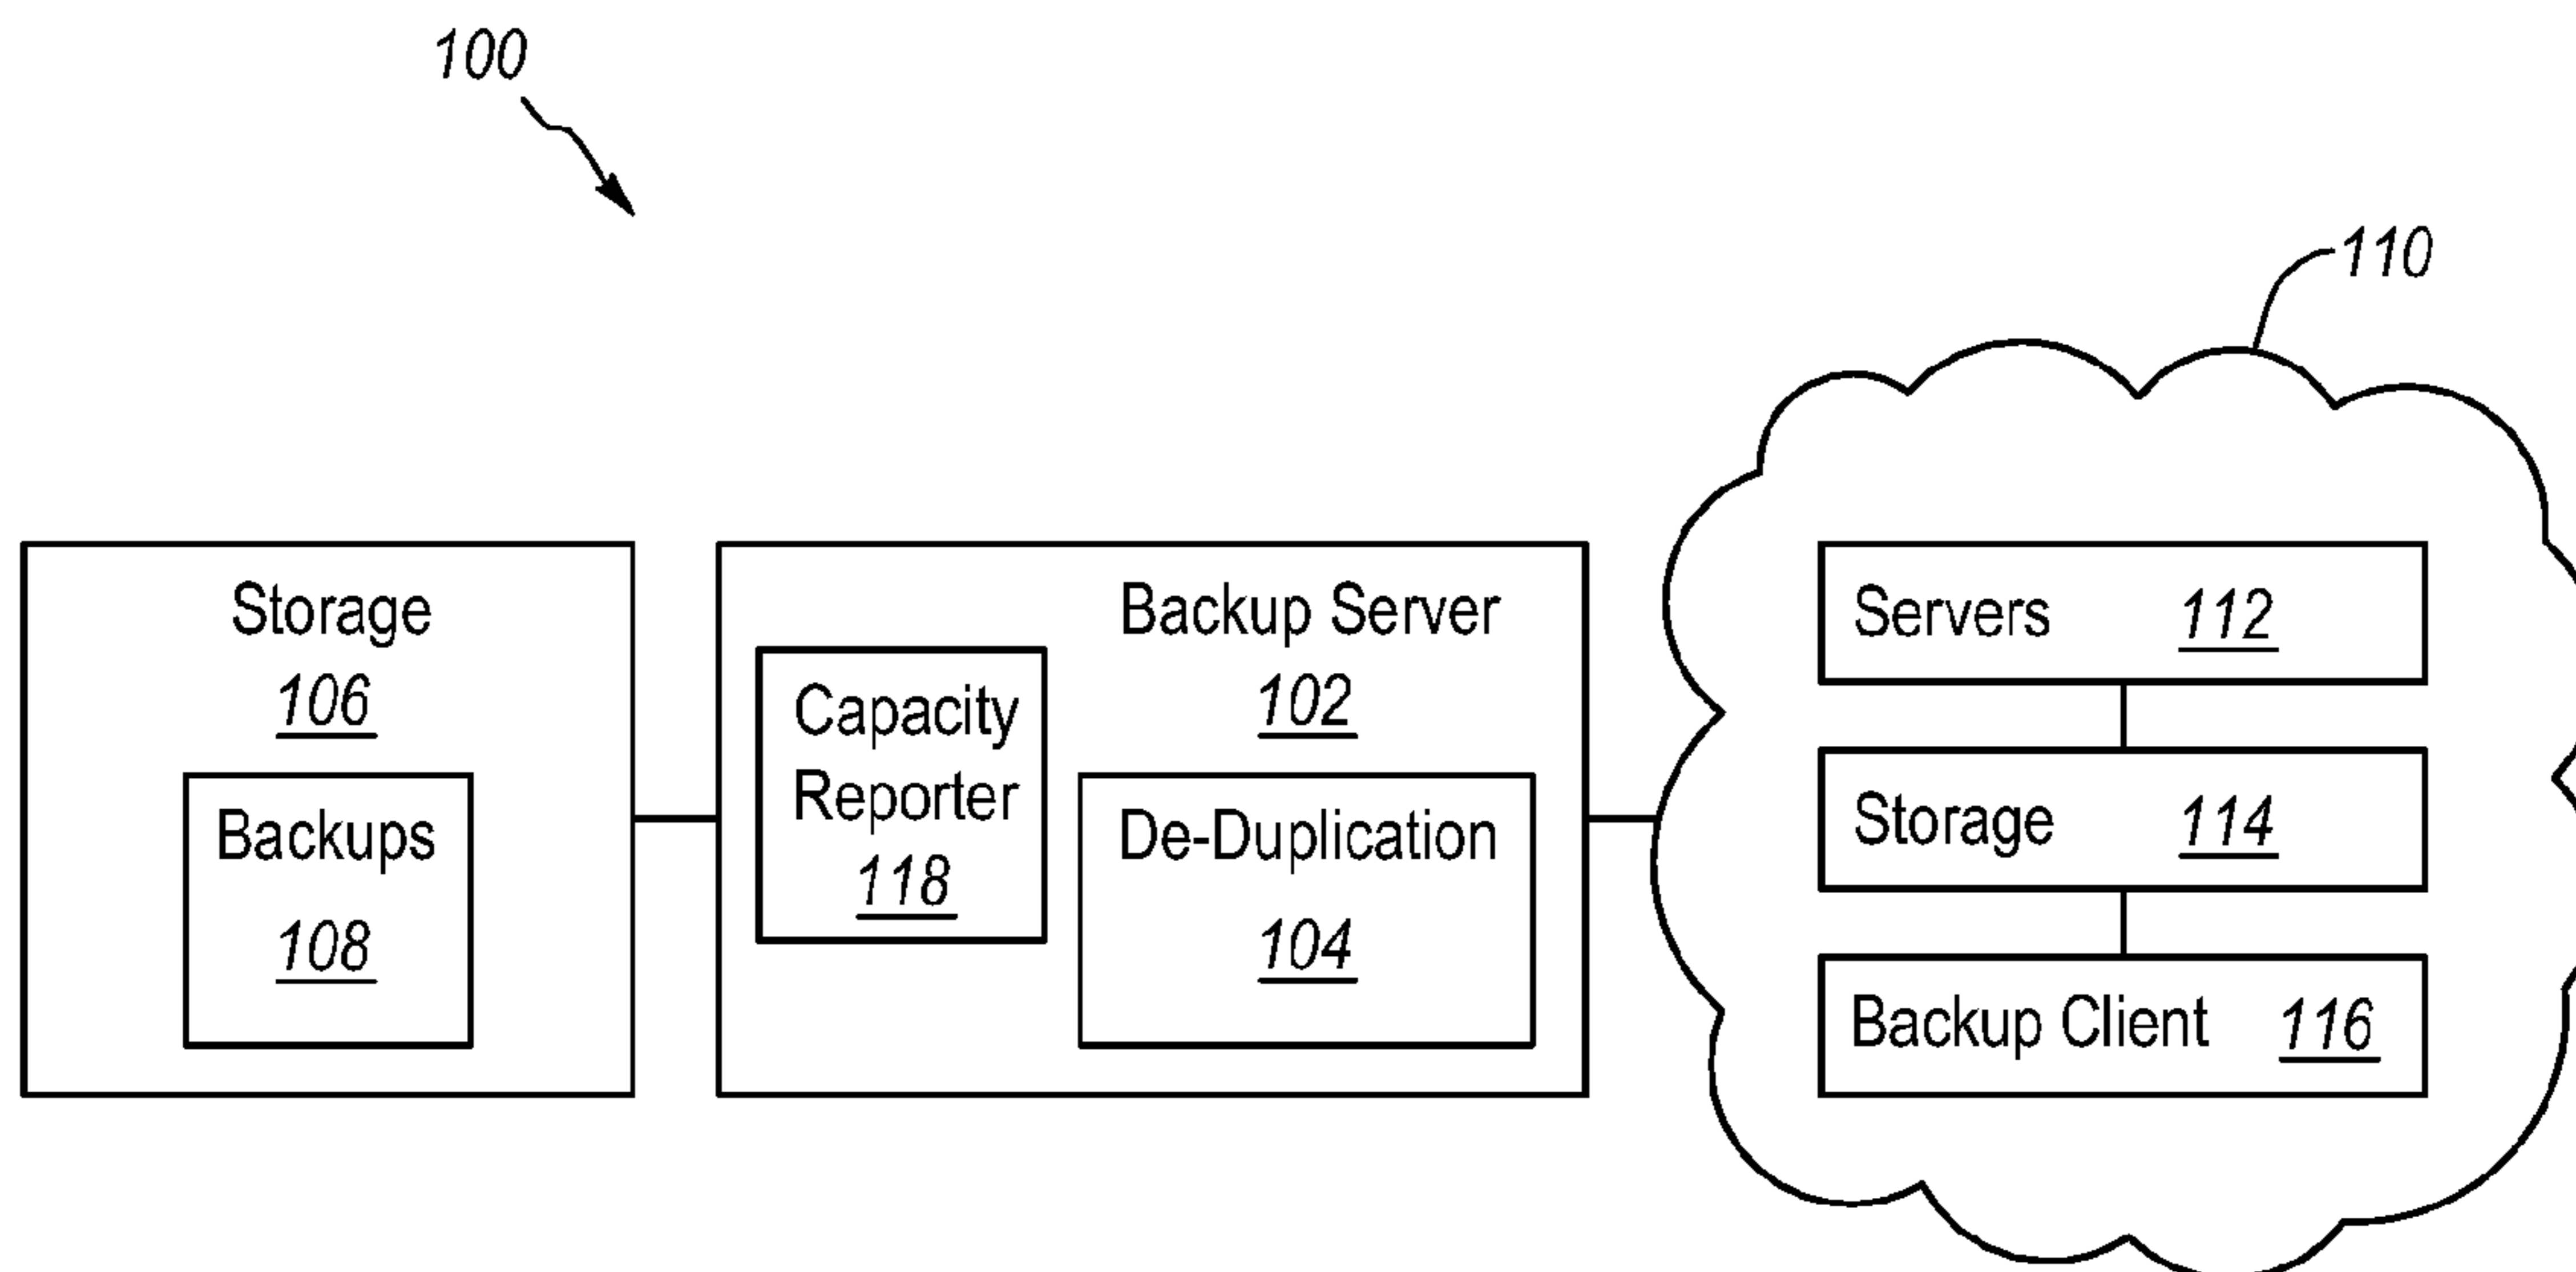 100
110
Storage
106
Backups
108
Backup Server
102
Capacity
Reporter
118
De-Duplication
104
Servers 112
Storage 114
Backup Client 116